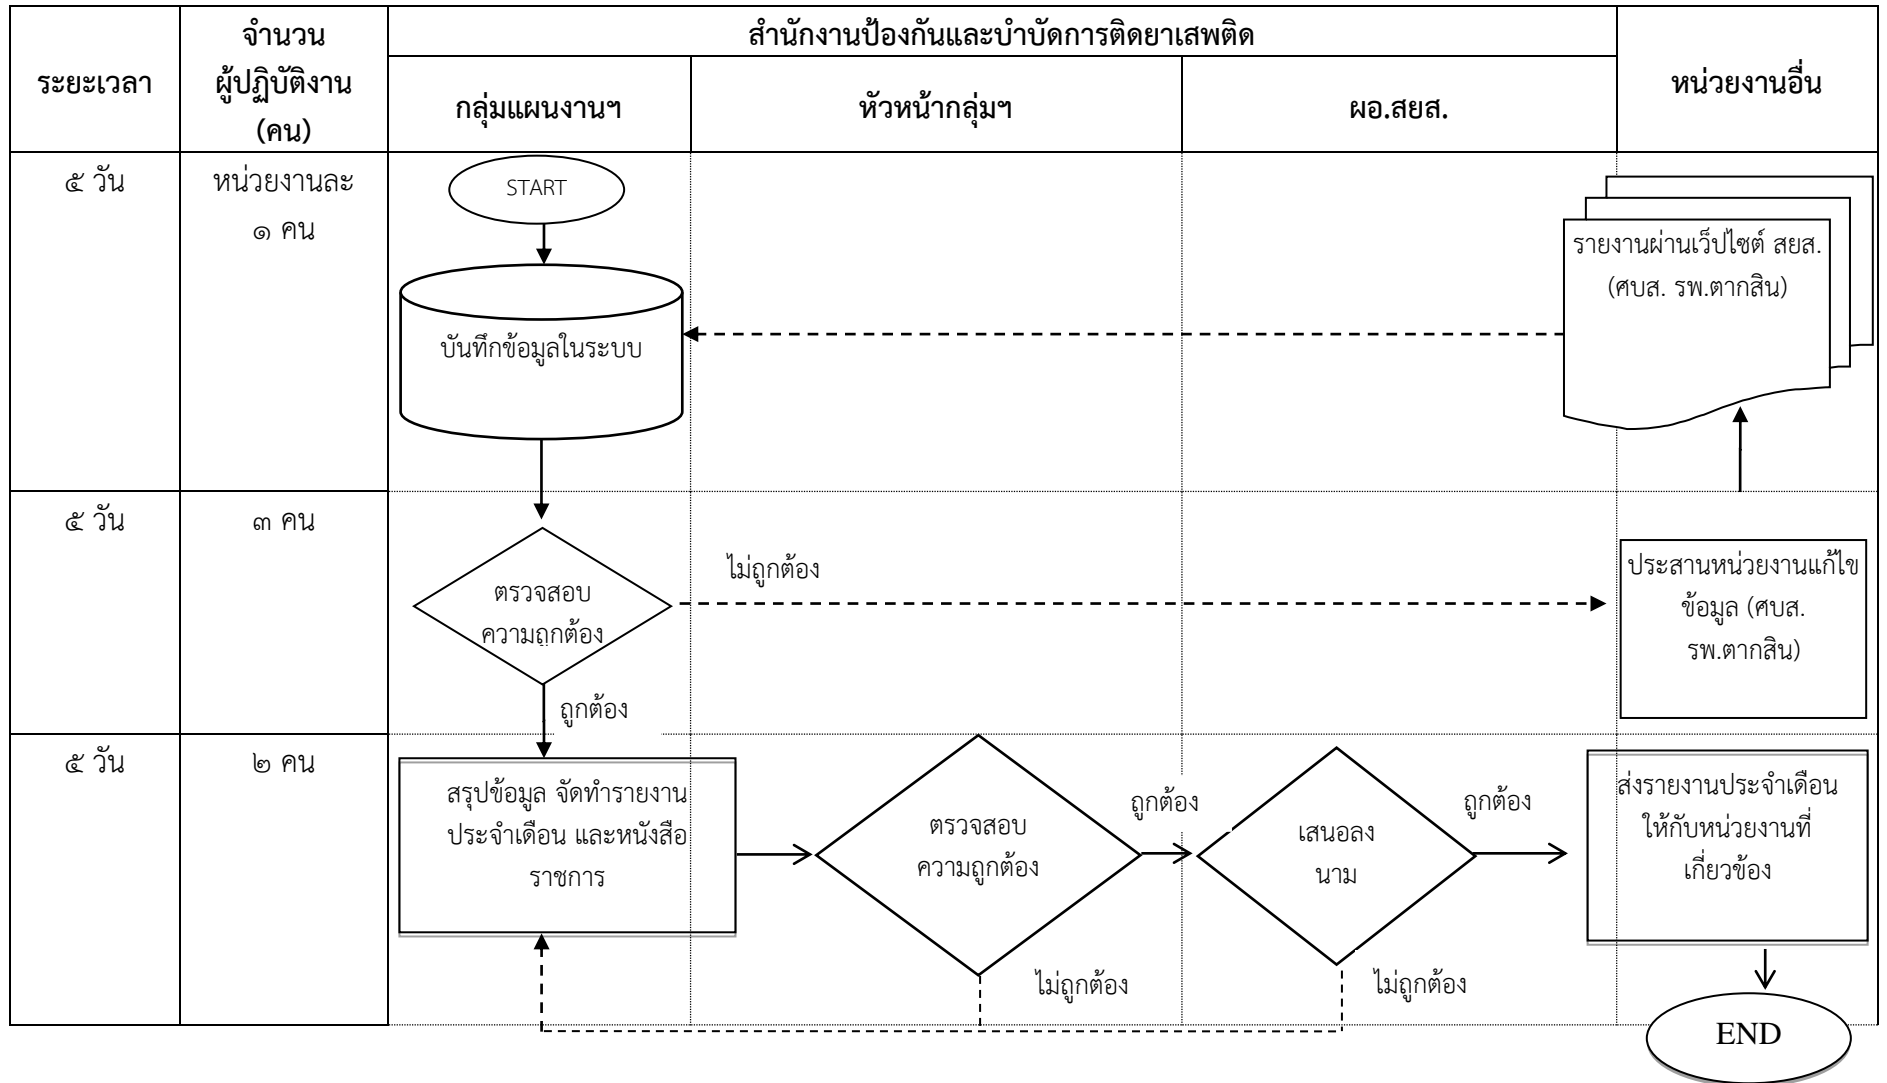 ระยะเวลา
จำนวน
ผู้ปฏิบัติงาน
(คน)
สำนักงานป้องกันและบำบัดการติดยาเสพติด
หน่วยงานอื่น
กลุ่มแผนงานฯ
หัวหน้ากลุ่มฯ
ผอ.สยส.
๕ วัน
หน่วยงานละ
๑ คน
START
บันทึกข้อมูลในระบบ
รายงานผ่านเว็ปไซต์ สยส.
(ศบส. รพ.ตากสิน)
๕ วัน
๓ คน
ตรวจสอบ
ความถูกต้อง
ไม่ถูกต้อง
ประสานหน่วยงานแก้ไข
ข้อมูล (ศบส.
รพ.ตากสิน)
ถูกต้อง
๕ วัน
๒ คน
สรุปข้อมูล จัดทำรายงาน
ประจำเดือน และหนังสือ
ราชการ
ตรวจสอบ
ความถูกต้อง
ถูกต้อง
เสนอลง
นาม
ถูกต้อง
ส่งรายงานประจำเดือน
ให้กับหน่วยงานที่
เกี่ยวข้อง
ไม่ถูกต้อง
ไม่ถูกต้อง
END